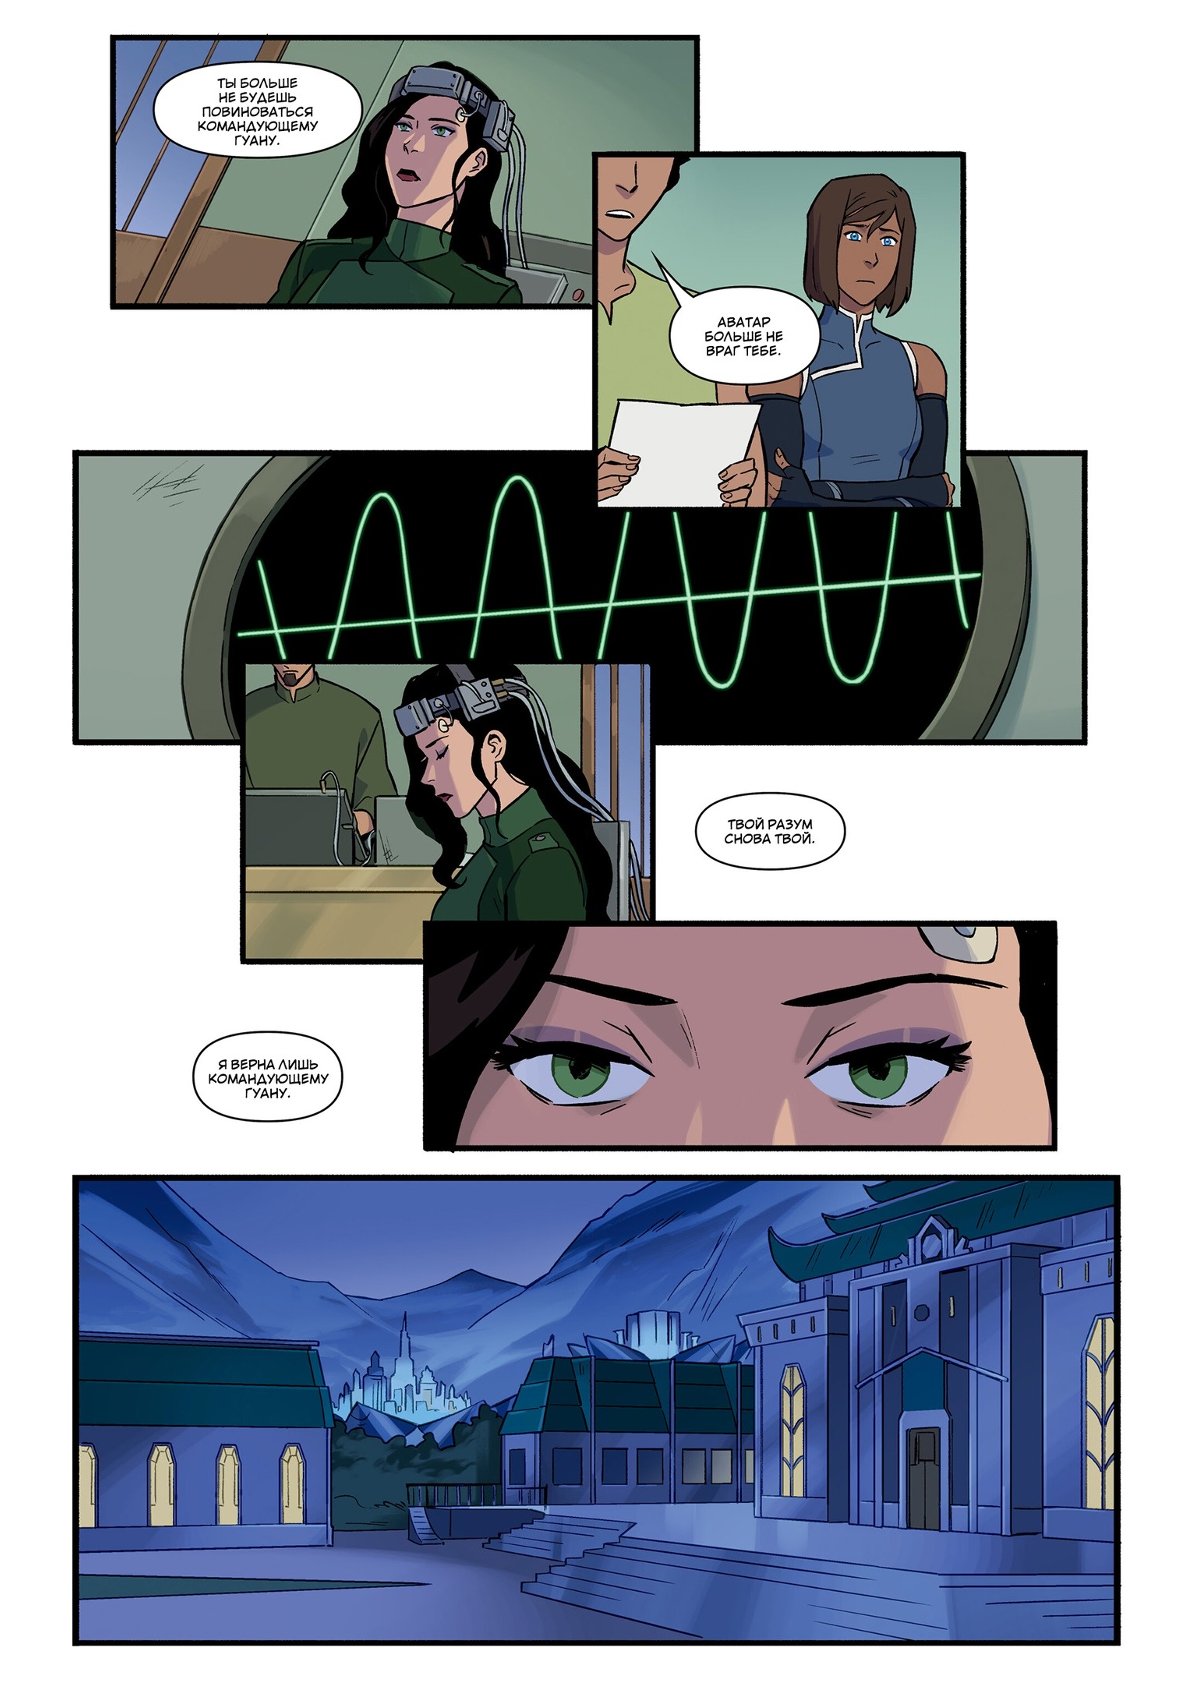 ТЫ БОЛЬШЕ
НЕ БУДЕШЬ
ПОВИНОВАТЬСЯ
КОМАНДУЮЩЕМУ
ГУАНУ.
АВАТАР
БОЛЬШЕ НЕ
ВРАГ ТЕБЕ.
ТВОЙ РАЗУМ
СНОВА ТВОЙ.
Я ВЕРНА ЛИШЬ
КОМАНДУЮЩЕМУ
ГУАНУ.